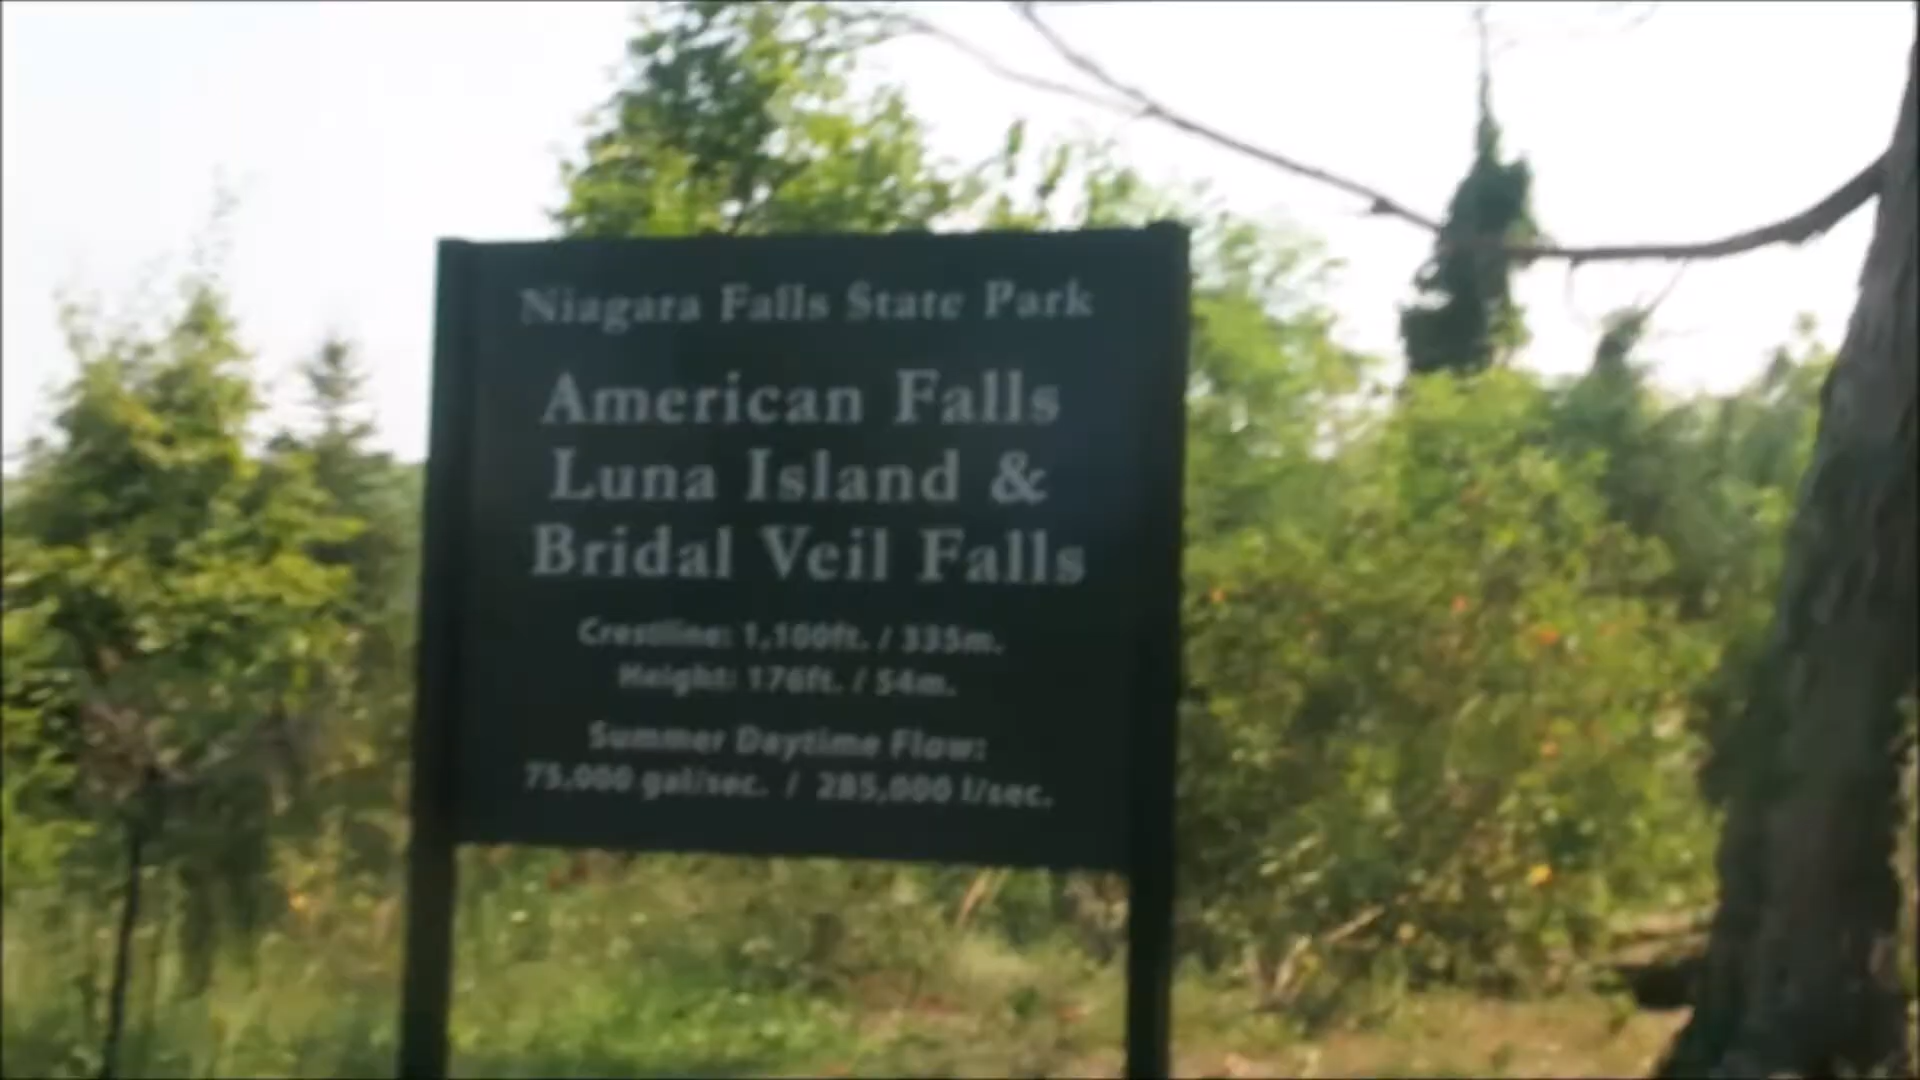 Niagara Falls State Park
American Falls
Luna Island &
Bridal Veil Falls
Crestline: 1,100ft. / 335m.
Height: 176ft. / 54m.
Summer Daytime Flow:
75,000 gal/sec. / 285,000 l/sec.